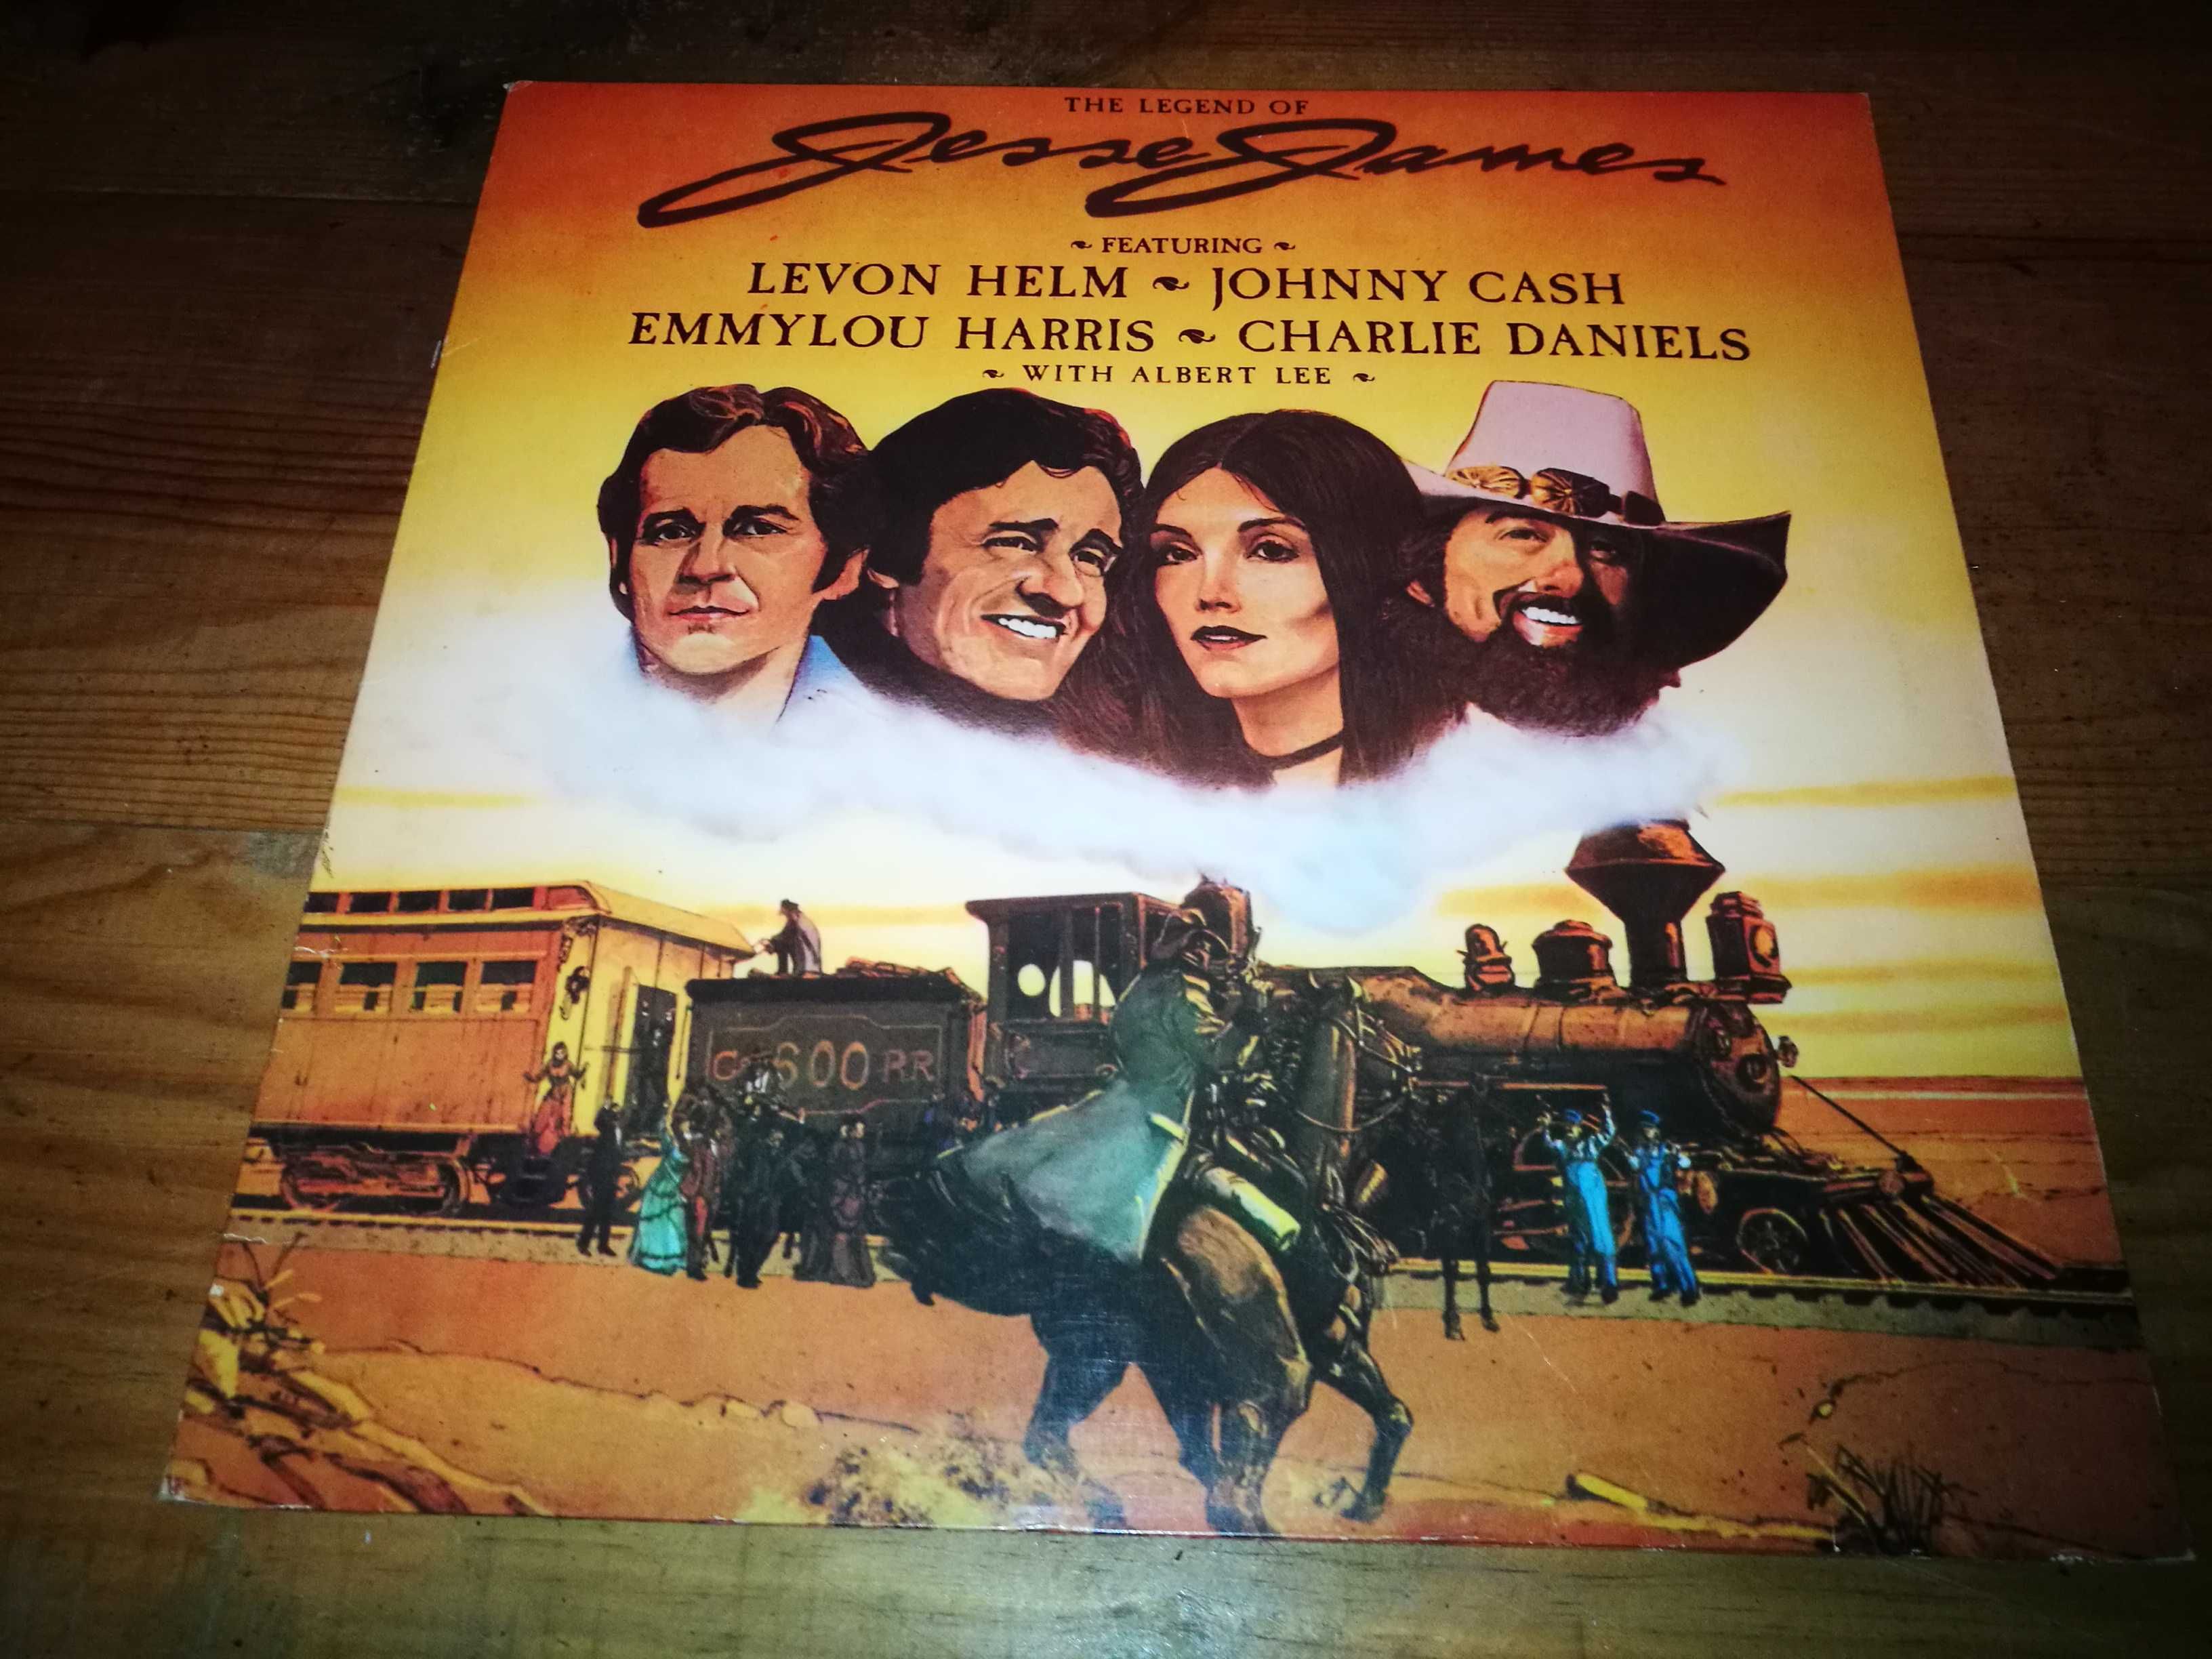 THE LEGEND OF
Jesse James
FEATURING
LEVON HELM ~ JOHNNY CASH
EMMYLOU HARRIS ~ CHARLIE DANIELS
WITH ALBERT LEE
600 RR